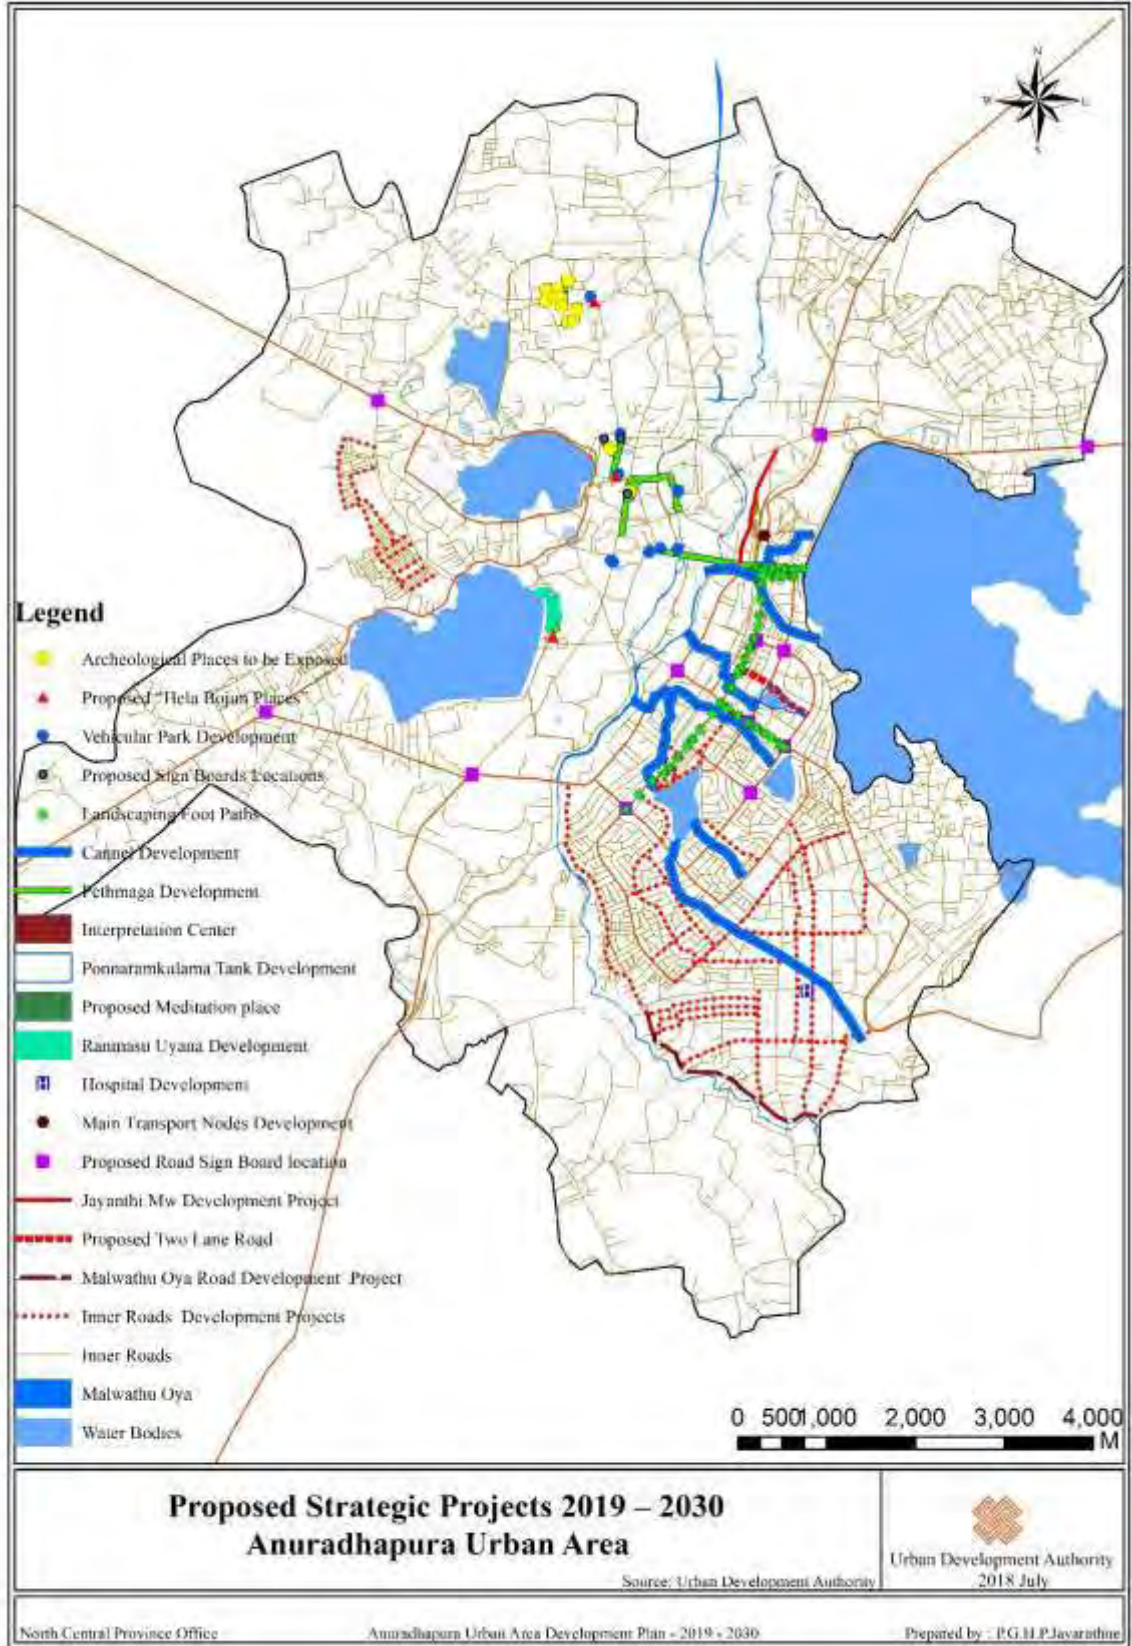 N
W
E
S
Legend
Archeological Places to be Exposed
Proposed "Hela Bojun Places"
Vehicular Park Development
Proposed Sign Boards Locations
Landscaping Foot Paths
Cannel Development
Pethmaga Development
Interpretation Center
Ponnaramkulama Tank Development
Proposed Meditation place
Ranmasu Uyana Development
H Hospital Development
Main Transport Nodes Development
Proposed Road Sign Board location
Jayanthi Mw Development Project
Proposed Two Lane Road
Malwathu Oya Road Development Project
Inner Roads Development Projects
Inner Roads
Malwathu Oya
Water Bodies
H
0 500 1,000 2,000 3,000 4,000
M
Proposed Strategic Projects 2019 – 2030
Anuradhapura Urban Area
Source: Urban Development Authority
Urban Development Authority
2018 July
North Central Province Office
Anuradhapura Urban Area Development Plan - 2019 - 2030
Prepared by : P.G.H.P.Jayarathne